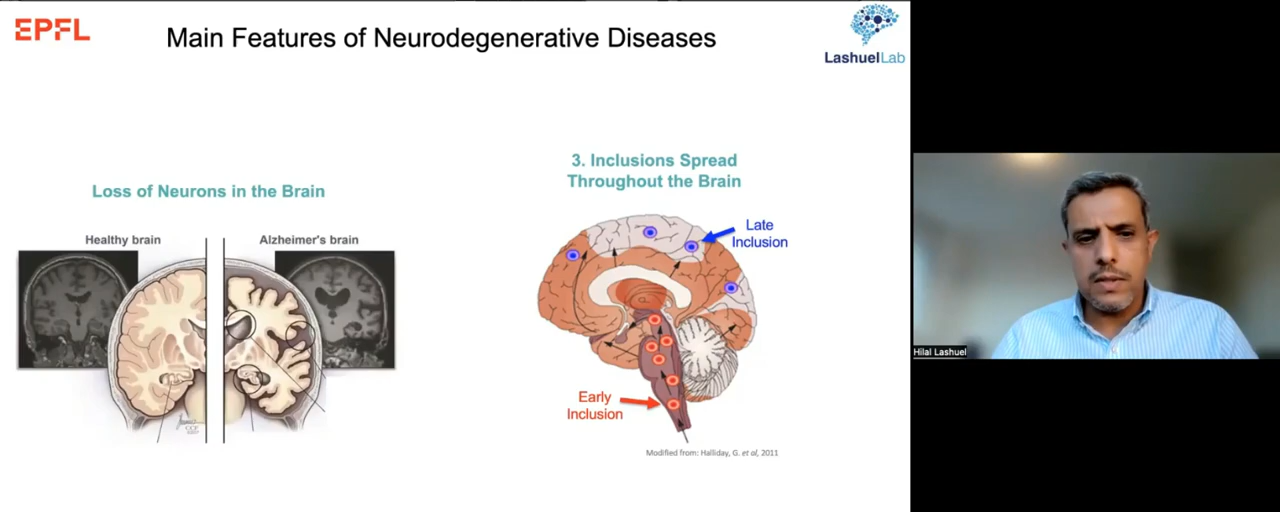 EPFL
Main Features of Neurodegenerative Diseases
LashuelLab
Loss of Neurons in the Brain
Healthy brain
Alzheimer's brain
3. Inclusions Spread
Throughout the Brain
Late
Inclusion
Early
Inclusion
Modified from: Halliday, G. et al, 2011
Hilal Lashuel